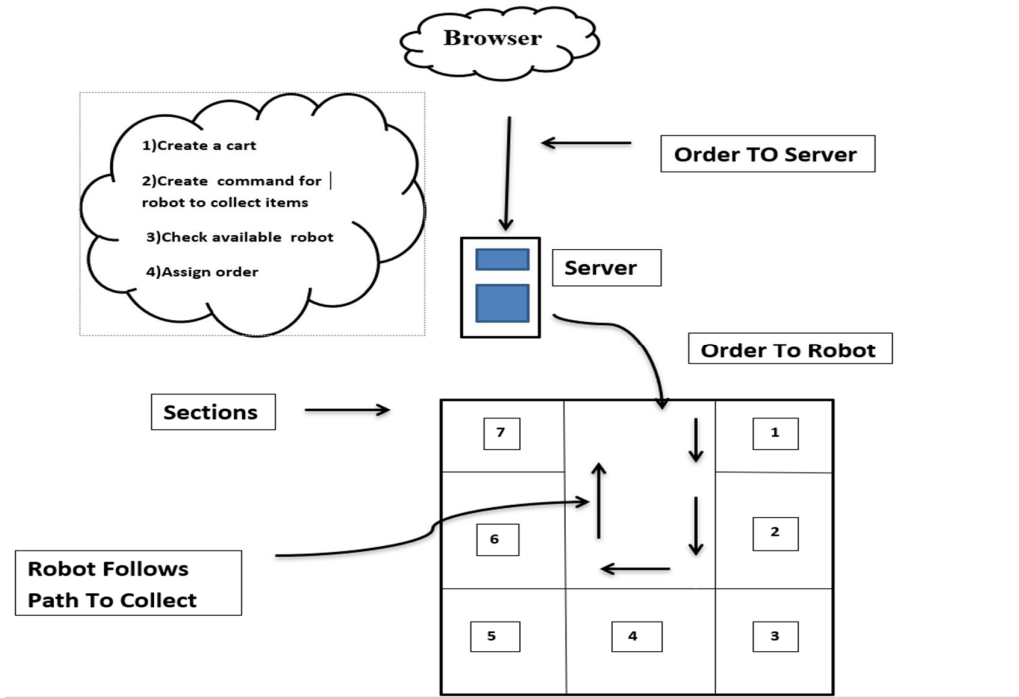 Browser
1)Create a cart
2)Create command for
robot to collect items
3)Check available robot
4)Assign order
Order TO Server
Server
Order To Robot
Sections
7
1
6
2
Robot Follows
Path To Collect
5
4
3